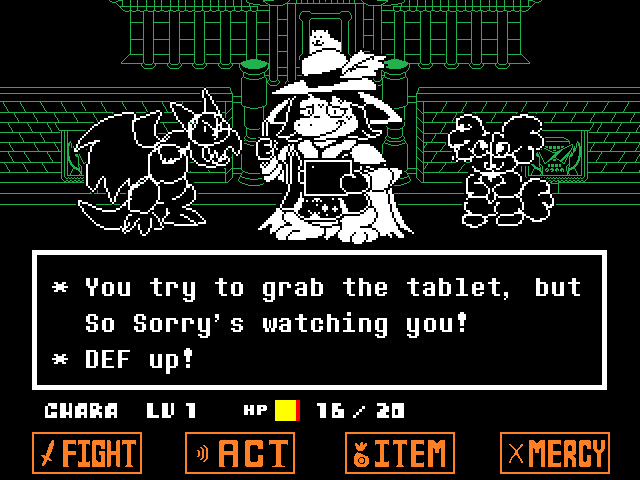 * You try to grab the tablet, but
So Sorry's watching you!
* DEF up!
CHARA LV 1 HP 16 / 20
FIGHT ACT ITEM MERCY